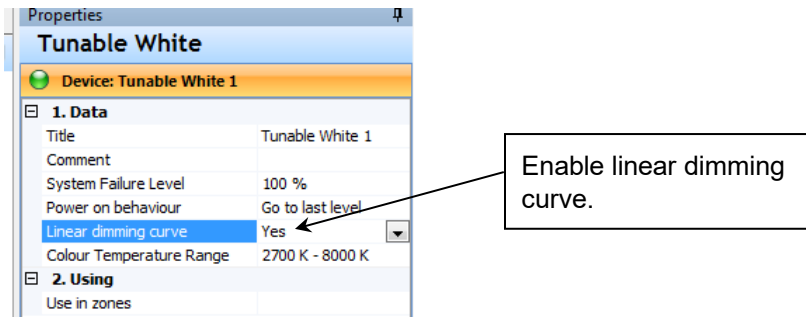 Properties
Tunable White
Device: Tunable White 1
1. Data
Title Tunable White 1
Comment
System Failure Level 100 %
Power on behaviour Go to last level
Linear dimming curve Yes
Colour Temperature Range 2700 K - 8000 K
2. Using
Use in zones
Enable linear dimming
curve.